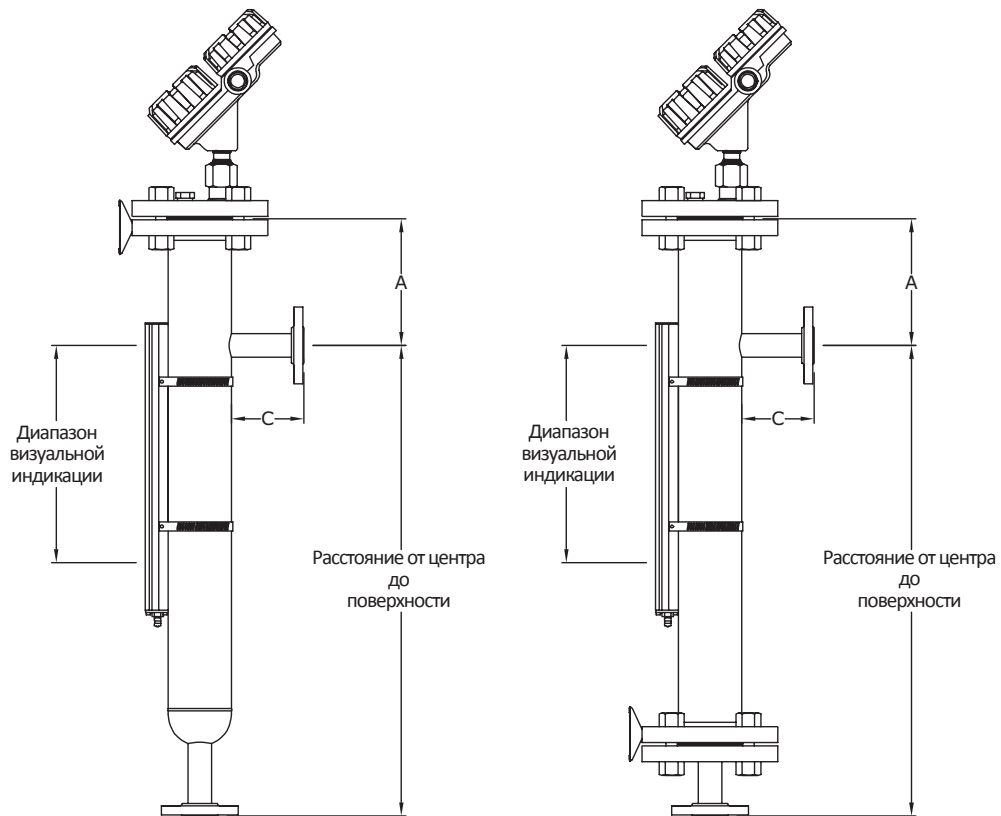 A
C
Диапазон
визуальной
индикации
Расстояние от центра
до
поверхности
A
C
Диапазон
визуальной
индикации
Расстояние от центра
до
поверхности